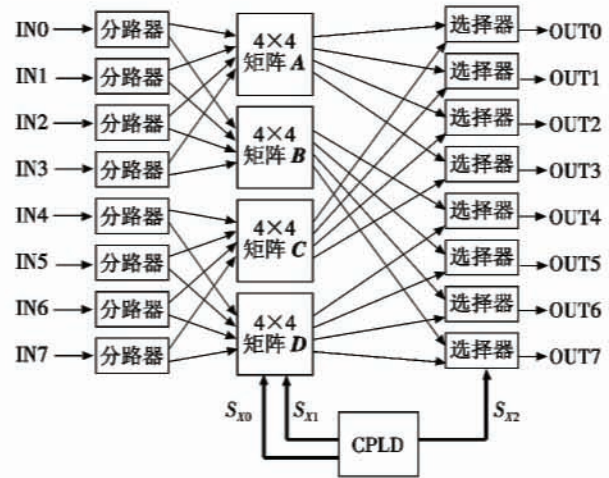 IN0
IN1
IN2
IN3
IN4
IN5
IN6
IN7
分路器
分路器
分路器
分路器
分路器
分路器
分路器
分路器
4×4
矩阵 A
4×4
矩阵 B
4×4
矩阵 C
4×4
矩阵 D
选择器
选择器
选择器
选择器
选择器
选择器
选择器
选择器
OUT0
OUT1
OUT2
OUT3
OUT4
OUT5
OUT6
OUT7
SX0
SX1
SX2
CPLD